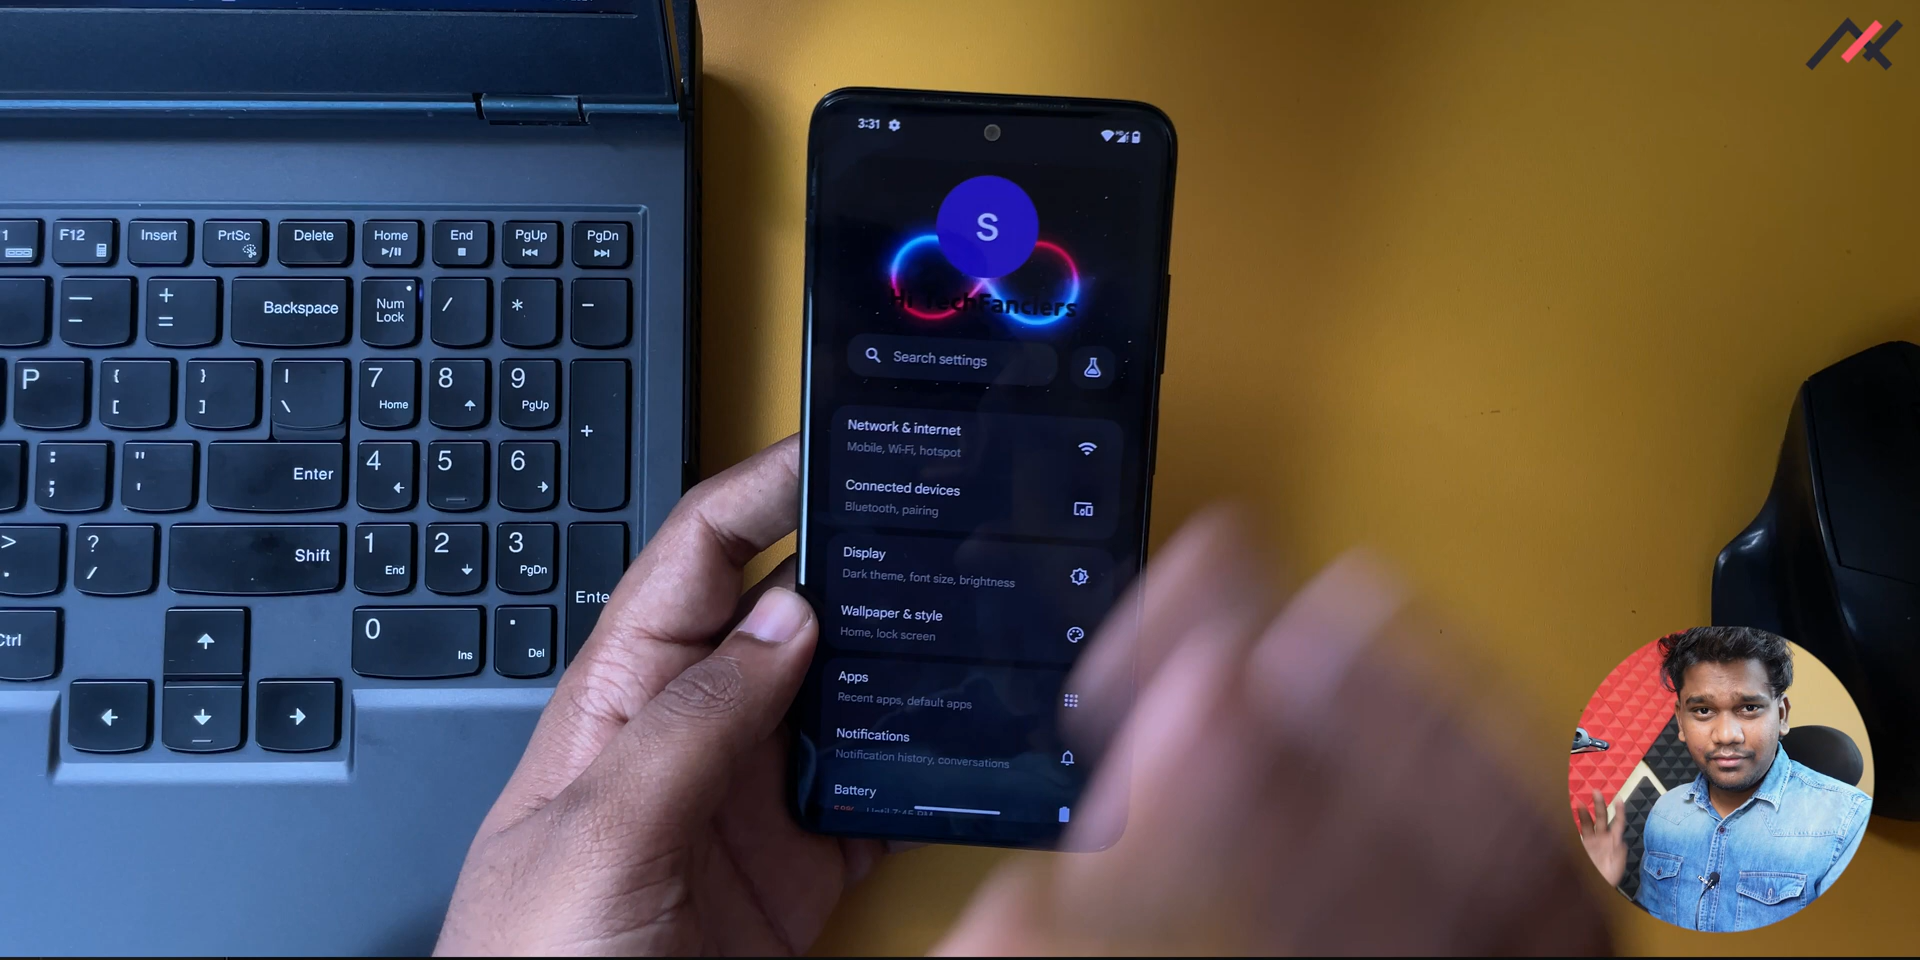 F12
Insert
PrtSc
Delete
Home
End
PgUp
PgDn
+
=
Backspace
Num
Lock
/
*
-
P
{
[
}
]
|
\
7
Home
8
9
PgUp
+
:
;
"
'
Enter
4
5
6
>
.
?
/
Shift
1
End
2
3
PgDn
Ente
Ctrl
0
Ins
.
Del
3:31
S
Hi TechFanciers
Search settings
Network & internet
Mobile, Wi-Fi, hotspot
Connected devices
Bluetooth, pairing
Display
Dark theme, font size, brightness
Wallpaper & style
Home, lock screen
Apps
Recent apps, default apps
Notifications
Notification history, conversations
Battery